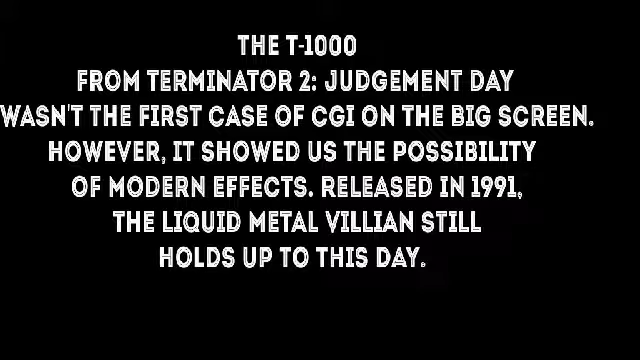 THE T-1000
FROM TERMINATOR 2: JUDGEMENT DAY
WASN'T THE FIRST CASE OF CGI ON THE BIG SCREEN.
HOWEVER, IT SHOWED US THE POSSIBILITY
OF MODERN EFFECTS. RELEASED IN 1991,
THE LIQUID METAL VILLIAN STILL
HOLDS UP TO THIS DAY.